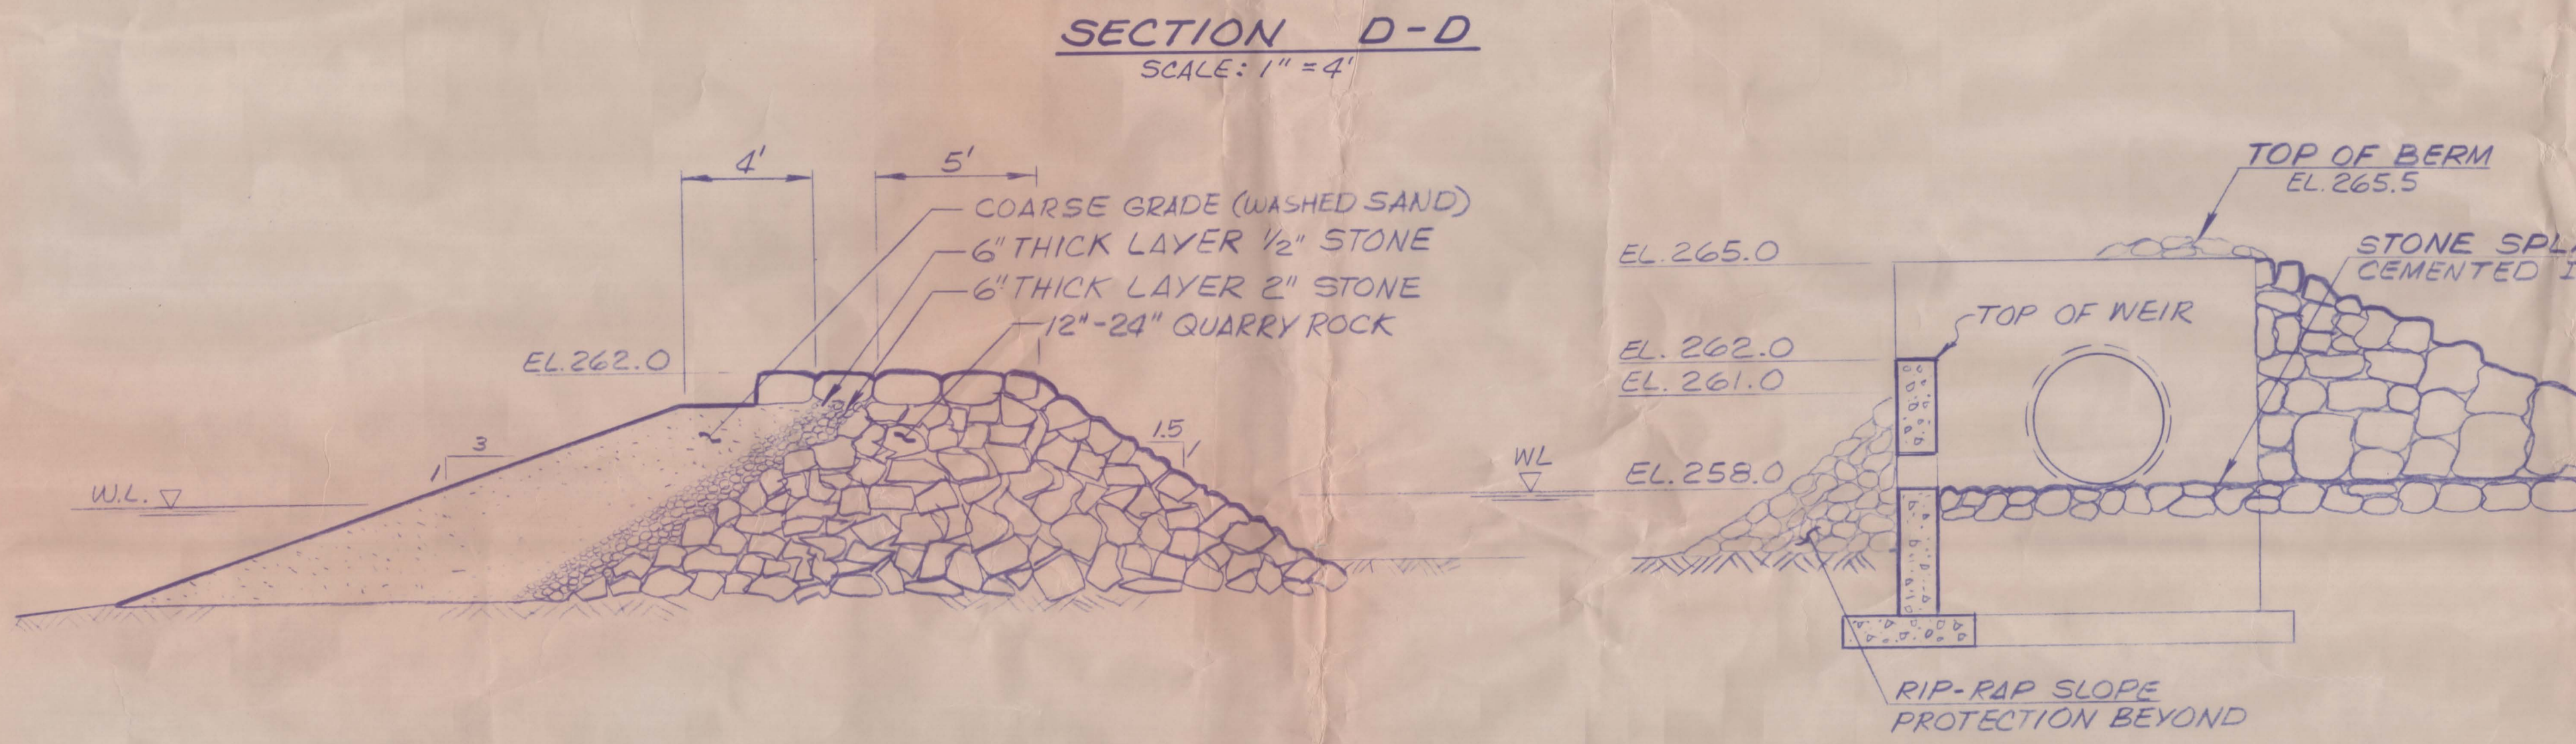 SECTION D-D
SCALE: 1" = 4'
4'
5'
COARSE GRADE (WASHED SAND)
6" THICK LAYER 1/2" STONE
6" THICK LAYER 2" STONE
12"-24" QUARRY ROCK
EL. 262.0
3
1
W.L.
1.5
1
WL
TOP OF BERM
EL. 265.5
EL. 265.0
STONE
CEMENTED
TOP OF WEIR
EL. 262.0
EL. 261.0
EL. 258.0
RIP-RAP SLOPE
PROTECTION BEYOND